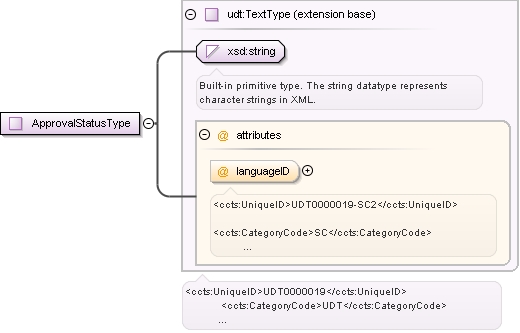 udt:TextType (extension base)
xsd:string
Built-in primitive type. The string datatype represents
character strings in XML.
ApprovalStatusType
@ attributes
@ languageID
<ccts:UniqueID>UDT0000019-SC2</ccts:UniqueID>
<ccts:CategoryCode>SC</ccts:CategoryCode>
...
<ccts:UniqueID>UDT0000019</ccts:UniqueID>
<ccts:CategoryCode>UDT</ccts:CategoryCode>
...